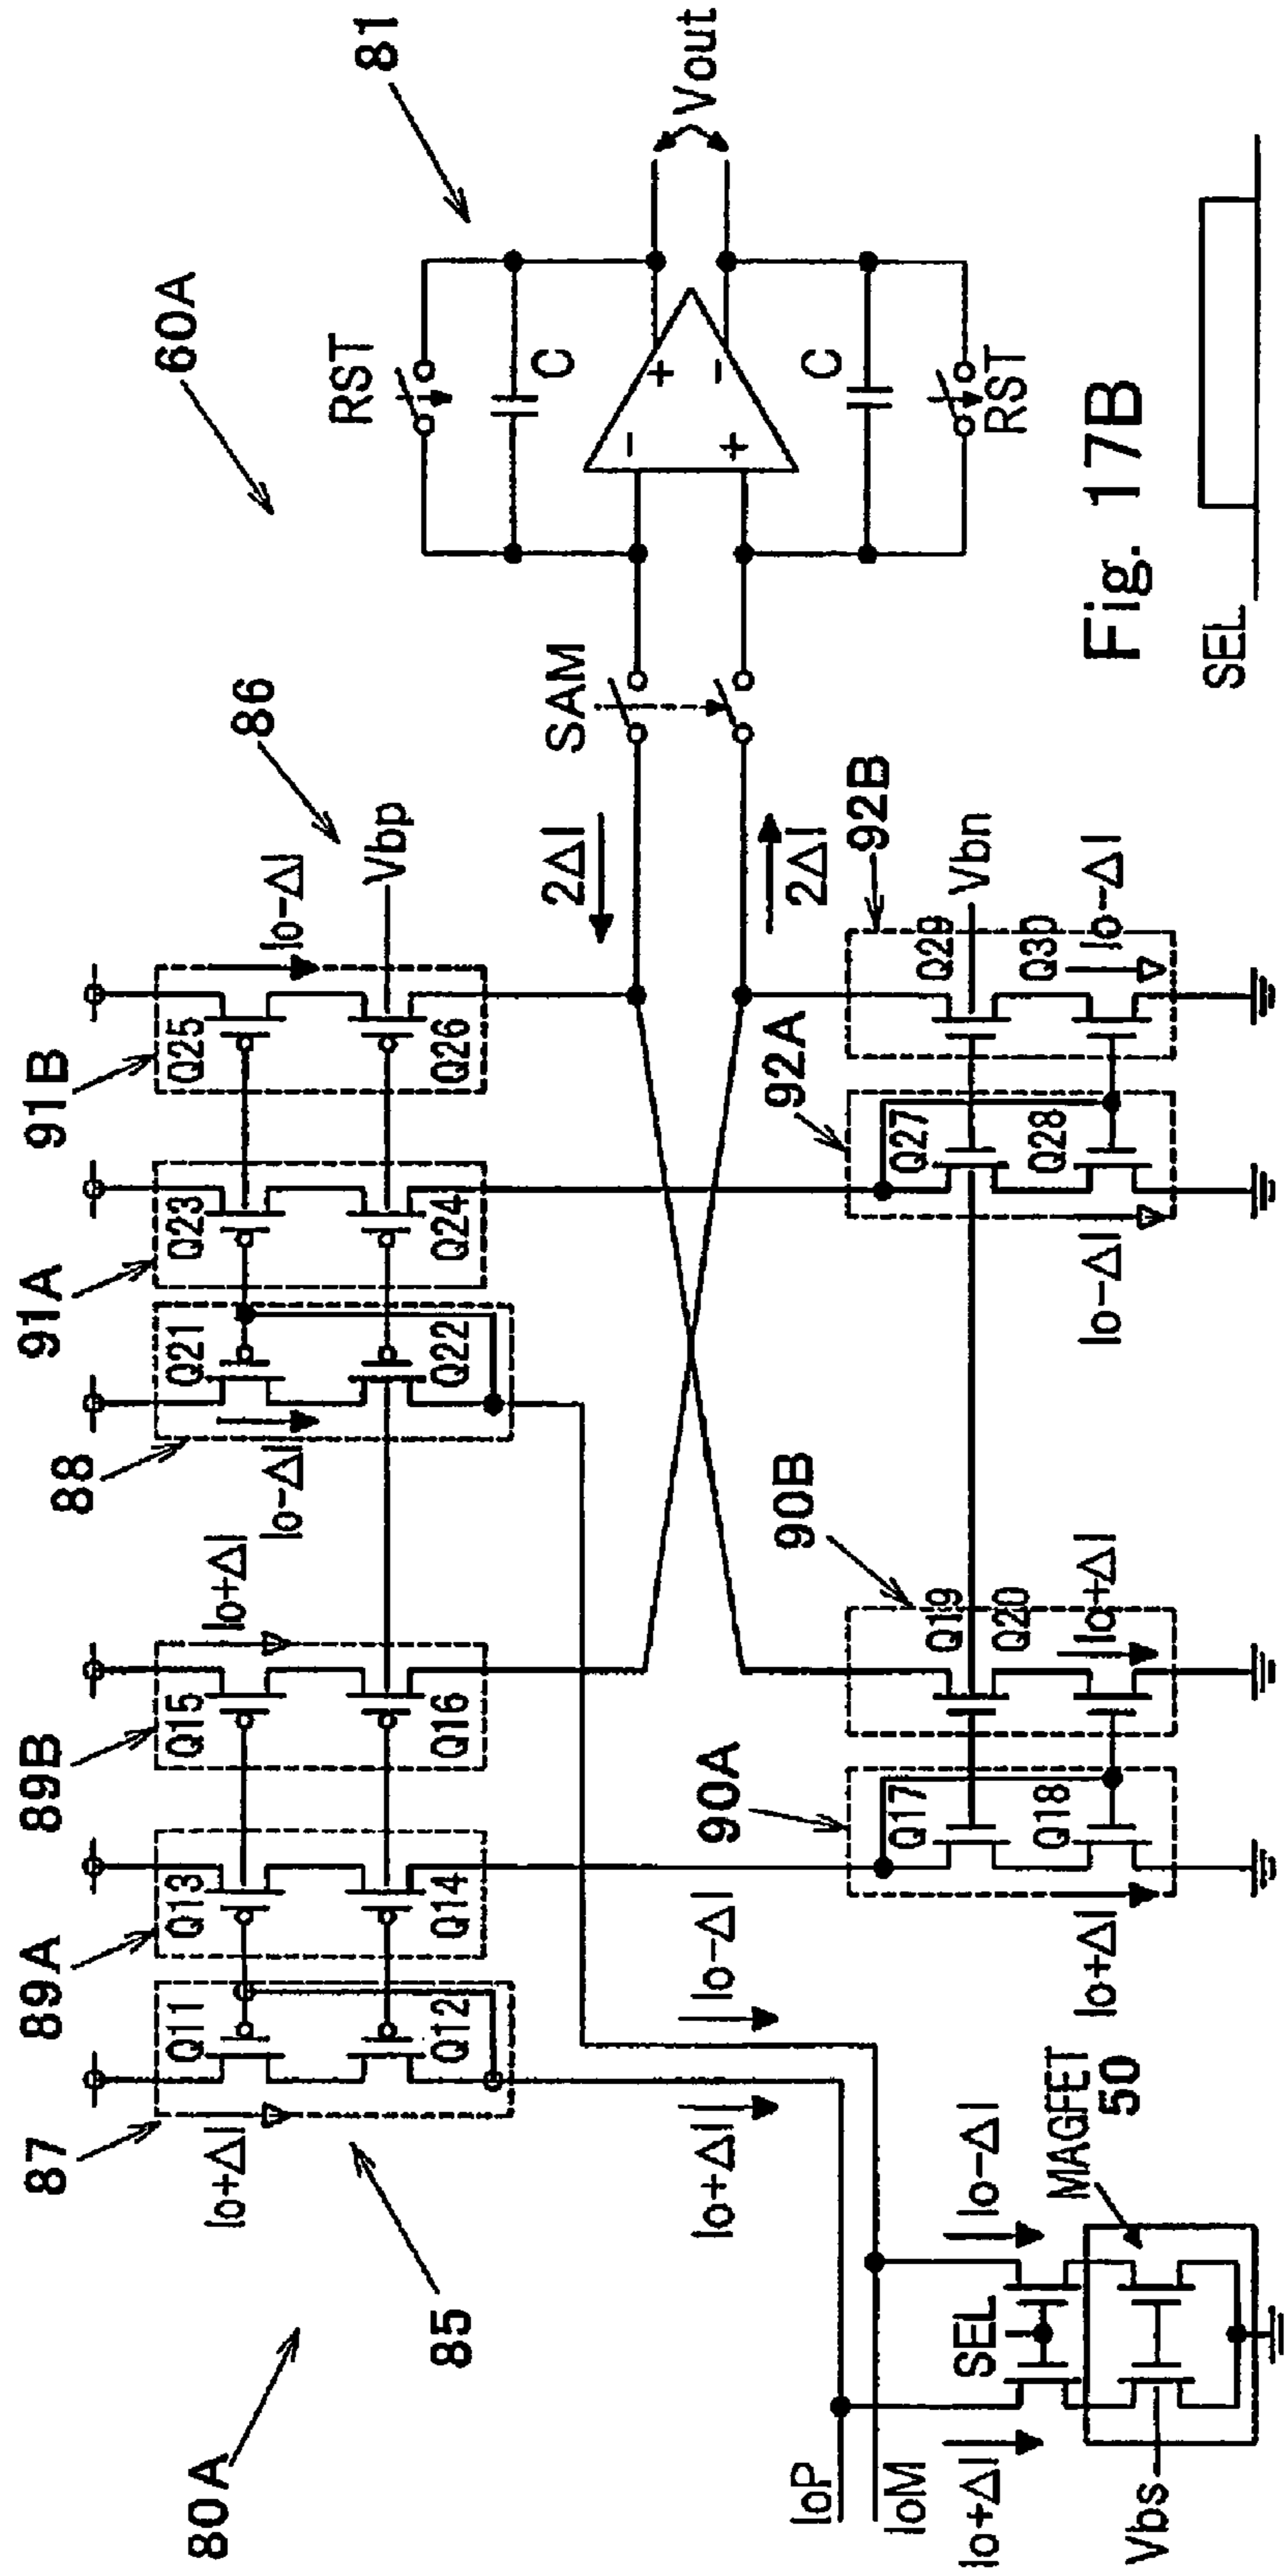 60A
81
80A
85
86
87
89A
89B
88
91A
91B
Q11
Q13
Q15
Q21
Q23
Q25
Io+ΔI
Io+ΔI
Io-ΔI
Io-ΔI
Q12
Q14
Q16
Q22
Q24
Q26
Vbp
RST
C
Vout
SAM
2ΔI
2ΔI
- +
+ -
C
RST
Io+ΔI
Io-ΔI
90A
90B
92A
92B
Q17
Q19
Q27
Q29
Vbn
Q18
Q20
Q28
Q30
Io+ΔI
Io+ΔI
Io-ΔI
Io-ΔI
IoP
IoM
Io+ΔI
SEL
Io-ΔI
MAGFET
50
Vbs
Fig. 17B
SEL